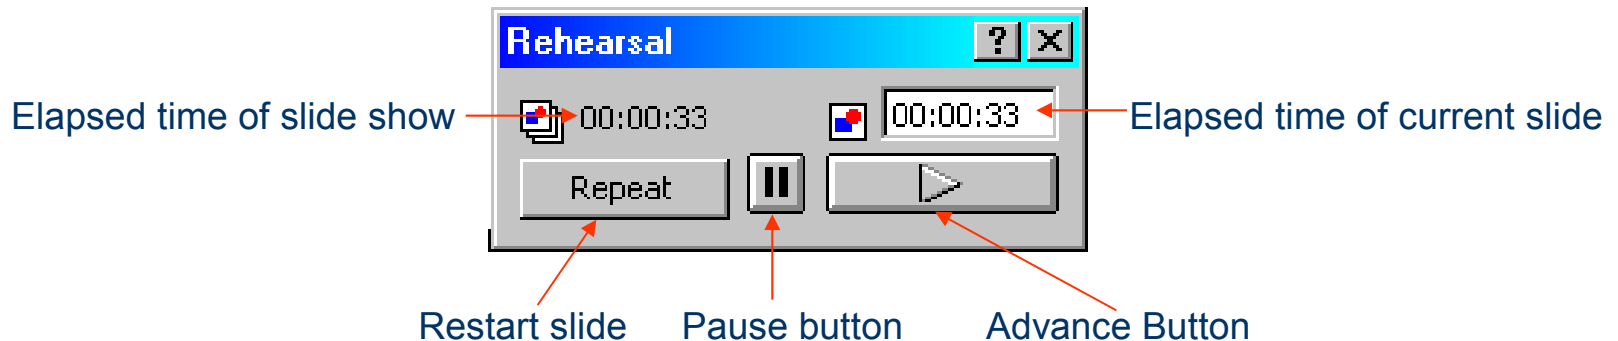 Rehearsal
Elapsed time of slide show
00:00:33
00:00:33
Elapsed time of current slide
Repeat
Restart slide
Pause button
Advance Button